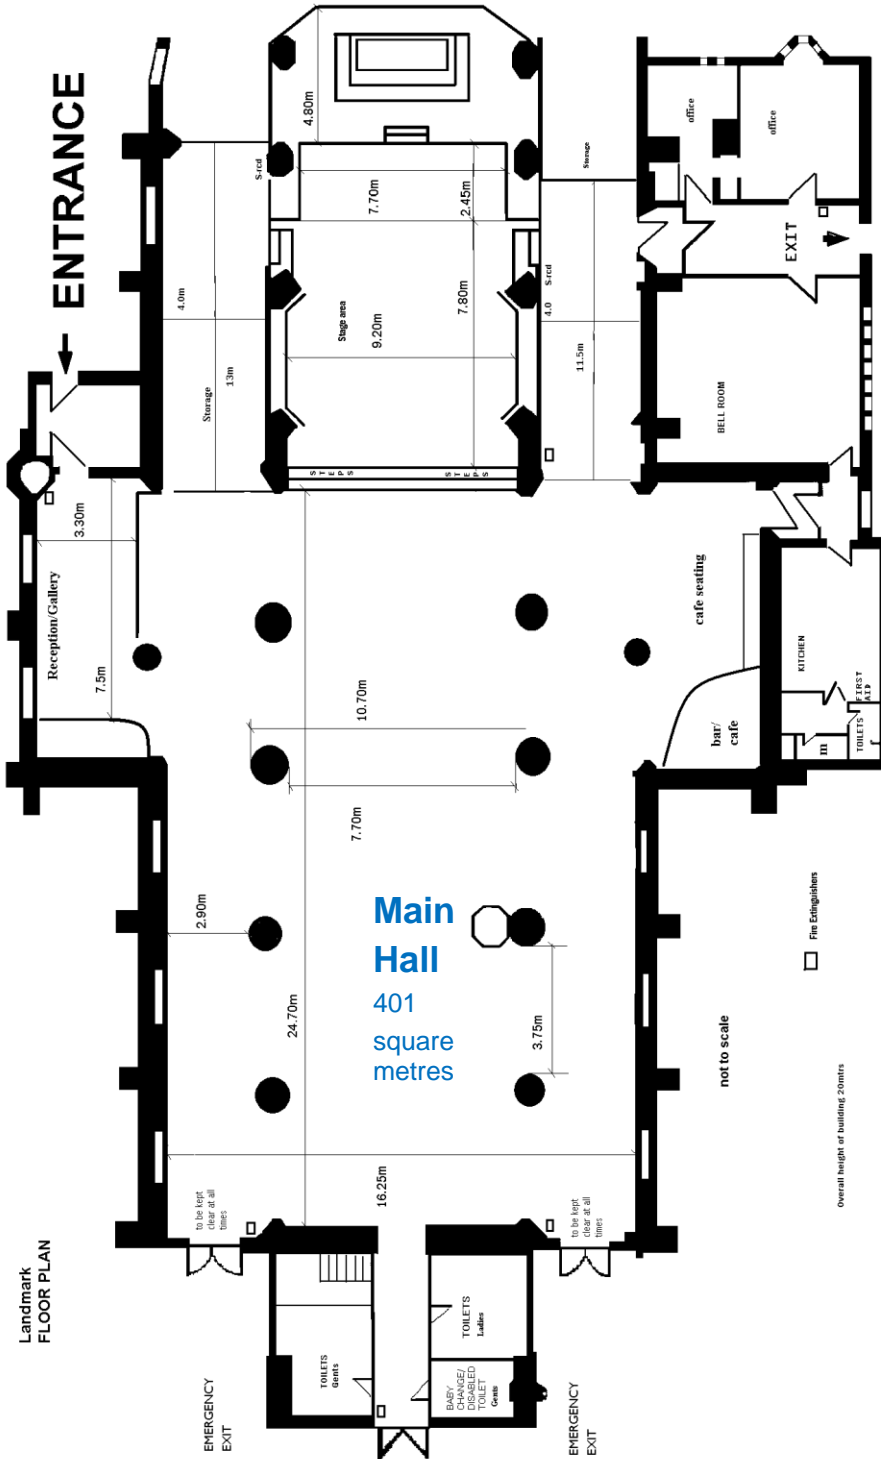 ENTRANCE
4.80m
office
office
Storage
S-rcd
7.70m
2.45m
EXIT
4.0m
Stage area
7.80m
S-rcd
4.0
9.20m
11.5m
Storage
13m
BELL ROOM
S T E P S
S T E P S
3.30m
Reception/Gallery
7.5m
cafe seating
KITCHEN
FIRST
AID
10.70m
bar/
cafe
m
TOILETS
r
7.70m
2.90m
Main
Hall
401
square
metres
Fire Extinguishers
24.70m
3.75m
not to scale
Overall height of building 20mtrs
16.25m
to be kept
clear at all
times
to be kept
clear at all
times
Landmark
FLOOR PLAN
TOILETS
Gents
TOILETS
Ladies
BABY
CHANGE/
DISABLED
TOILET
Gents
EMERGENCY
EXIT
EMERGENCY
EXIT